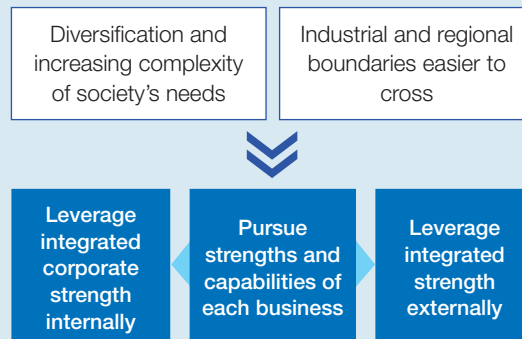 Diversification and
increasing complexity
of society's needs
Industrial and regional
boundaries easier to
cross
Leverage
integrated
corporate
strength
internally
Pursue
strengths and
capabilities of
each business
Leverage
integrated
strength
externally